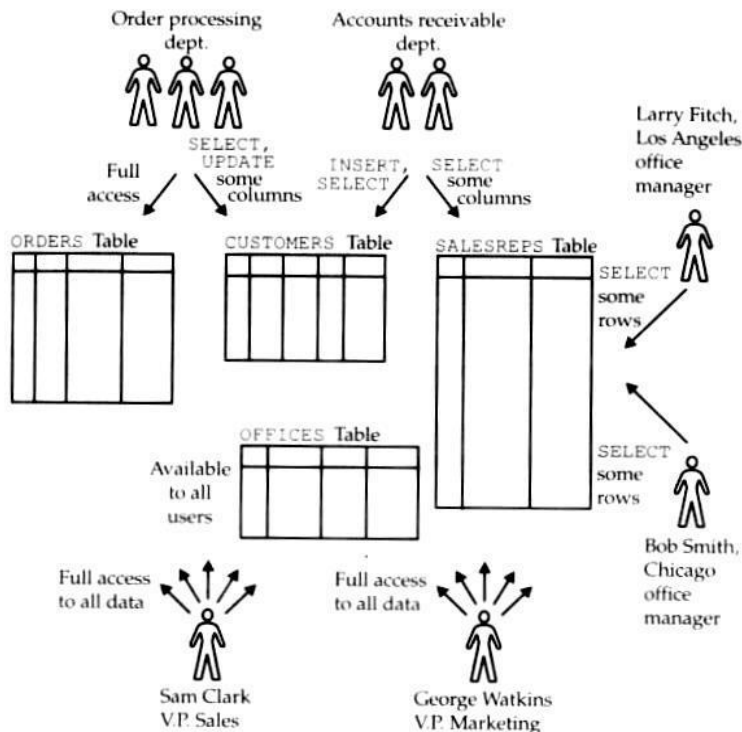 Order processing
dept.
Accounts receivable
dept.
Larry Fitch,
Los Angeles
office
manager
Full
access
SELECT,
UPDATE
some
columns
INSERT,
SELECT
SELECT
some
columns
ORDERS Table
CUSTOMERS Table
SALESREPS Table
SELECT
some
rows
OFFICES Table
Available
to all
users
SELECT
some
rows
Bob Smith,
Chicago
office
manager
Full access
to all data
Full access
to all data
Sam Clark
V.P. Sales
George Watkins
V.P. Marketing